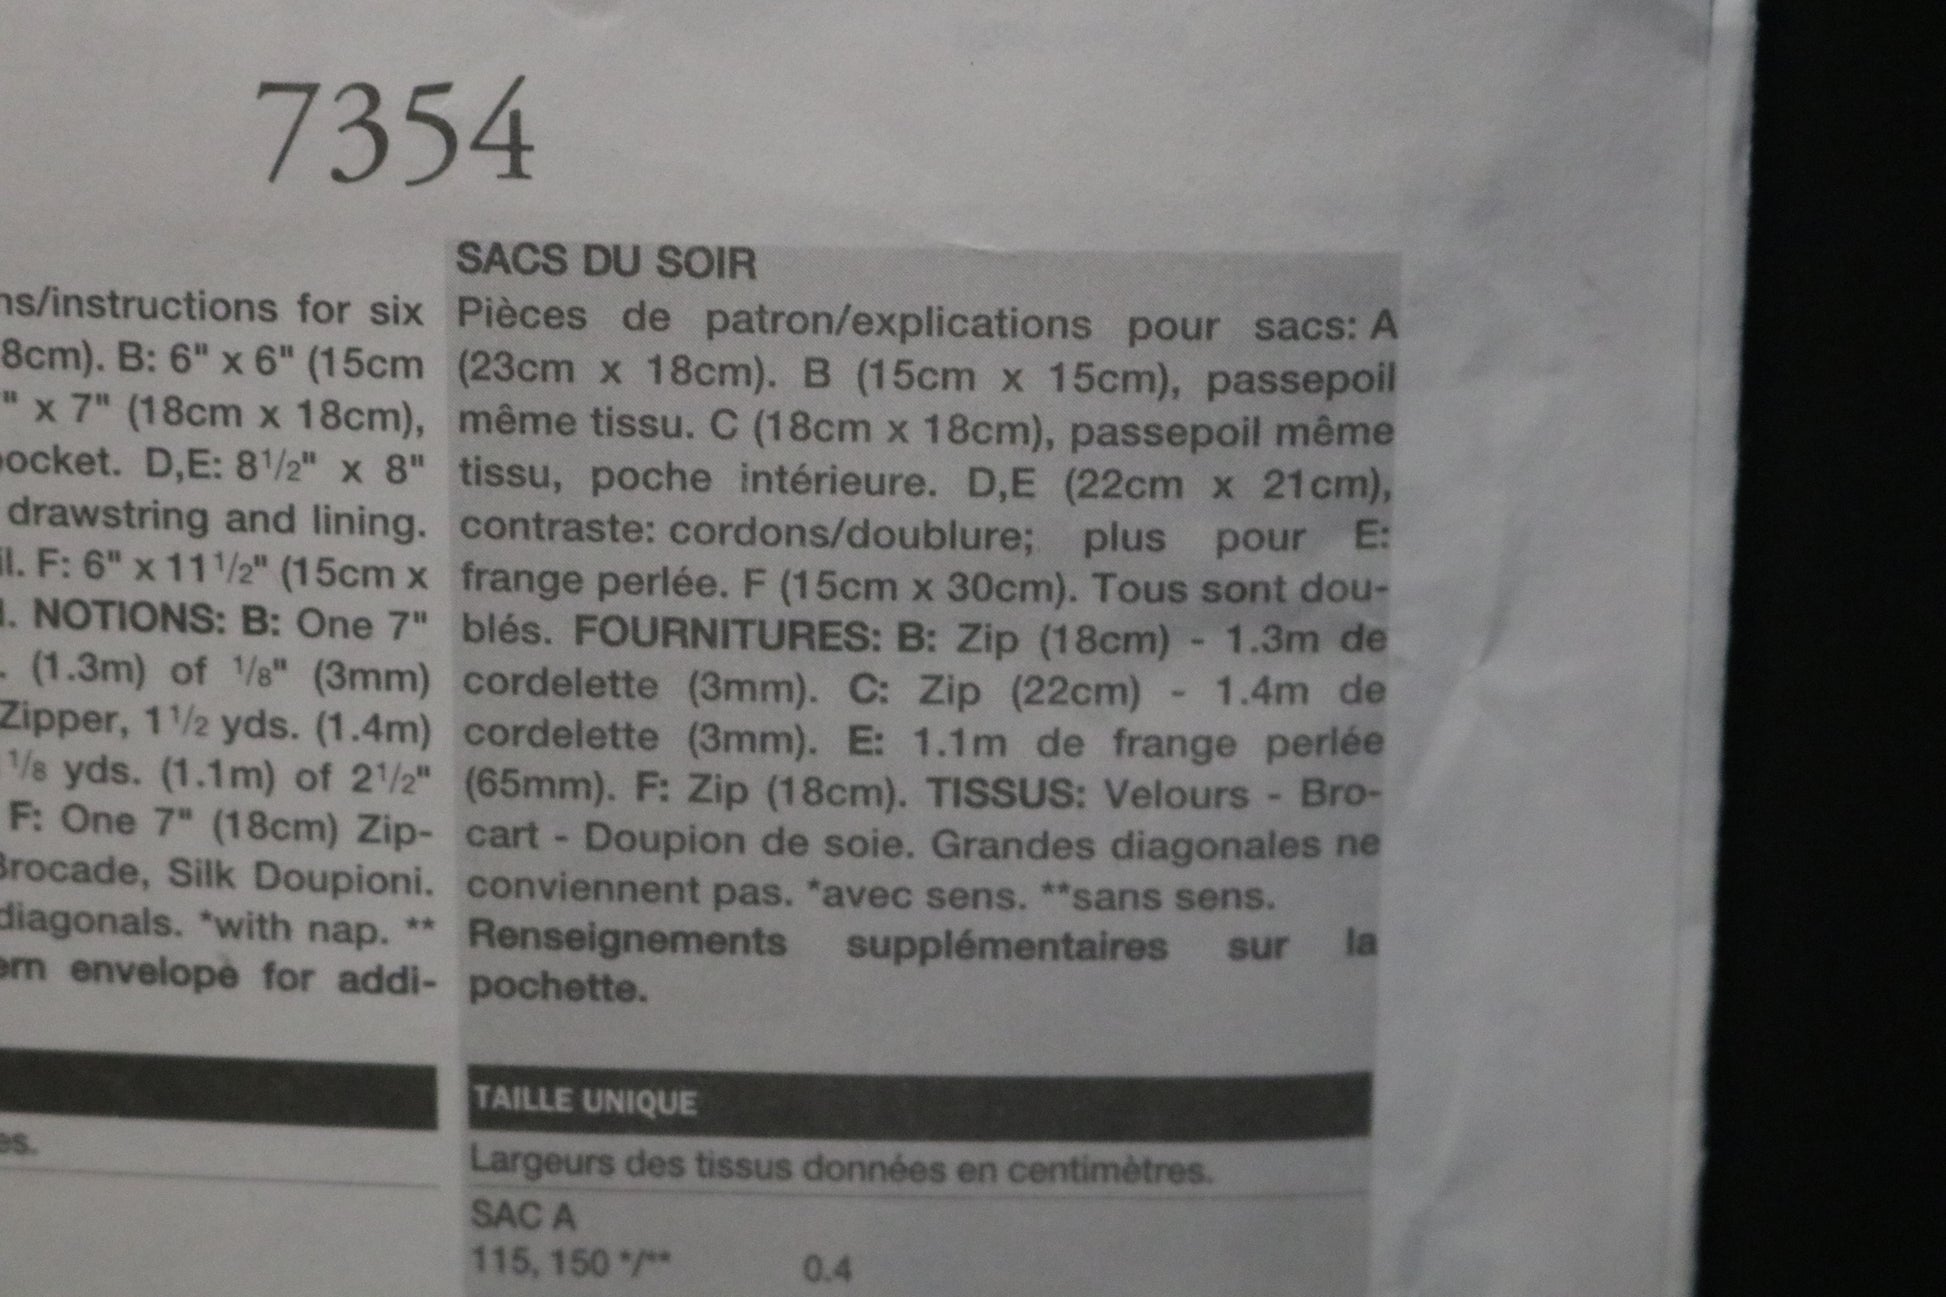 7354
ns/instructions for six
8cm). B: 6" x 6" (15cm
" x 7" (18cm x 18cm),
ocket. D,E: 8 1/2" x 8"
drawstring and lining.
il. F: 6" x 11 1/2" (15cm x
NOTIONS: B: One 7"
. (1.3m) of 1/8" (3mm)
Zipper, 1 1/2 yds. (1.4m)
1/8 yds. (1.1m) of 2 1/2"
F: One 7" (18cm) Zip-
Brocade, Silk Doupioni.
diagonals. *with nap. **
ern envelope for addi-
es.
SACS DU SOIR
Pièces de patron/explications pour sacs: A
(23cm x 18cm). B (15cm x 15cm), passepoil
même tissu. C (18cm x 18cm), passepoil même
tissu, poche intérieure. D,E (22cm x 21cm),
contraste: cordons/doublure; plus pour E:
frange perlée. F (15cm x 30cm). Tous sont dou-
blés. FOURNITURES: B: Zip (18cm) - 1.3m de
cordelette (3mm). C: Zip (22cm) - 1.4m de
cordelette (3mm). E: 1.1m de frange perlée
(65mm). F: Zip (18cm). TISSUS: Velours - Bro-
cart - Doupion de soie. Grandes diagonales ne
conviennent pas. *avec sens. **sans sens.
Renseignements supplémentaires sur la
pochette.
TAILLE UNIQUE
Largeurs des tissus données en centimètres.
SAC A
115, 150 */** 0.4